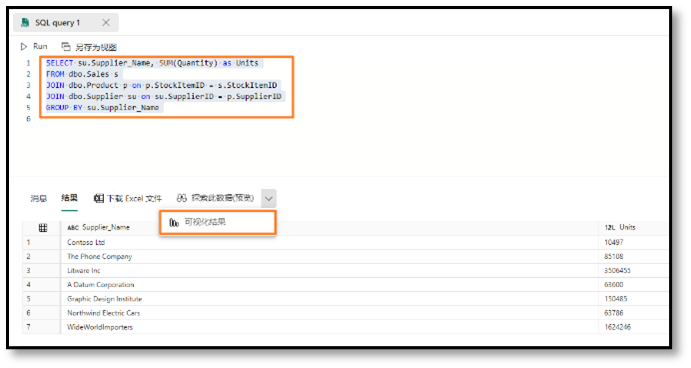 SQL query 1
Run 另存为视图
1 SELECT su.Supplier_Name, SUM(Quantity) as Units
2 FROM dbo.Sales s
3 JOIN dbo.Product p on p.StockItemID = s.StockItemID
4 JOIN dbo.Supplier su on su.SupplierID = p.SupplierID
5 GROUP BY su.Supplier_Name
6
消息 结果 下载 Excel 文件 探索此数据(预览)
可视化结果
ABC Supplier_Name 12L Units
1 Contoso Ltd 10497
2 The Phone Company 85108
3 Litware Inc 3506455
4 A Datum Corporation 63600
5 Graphic Design Institute 150485
6 Northwind Electric Cars 63786
7 WideWorldImporters 1624246